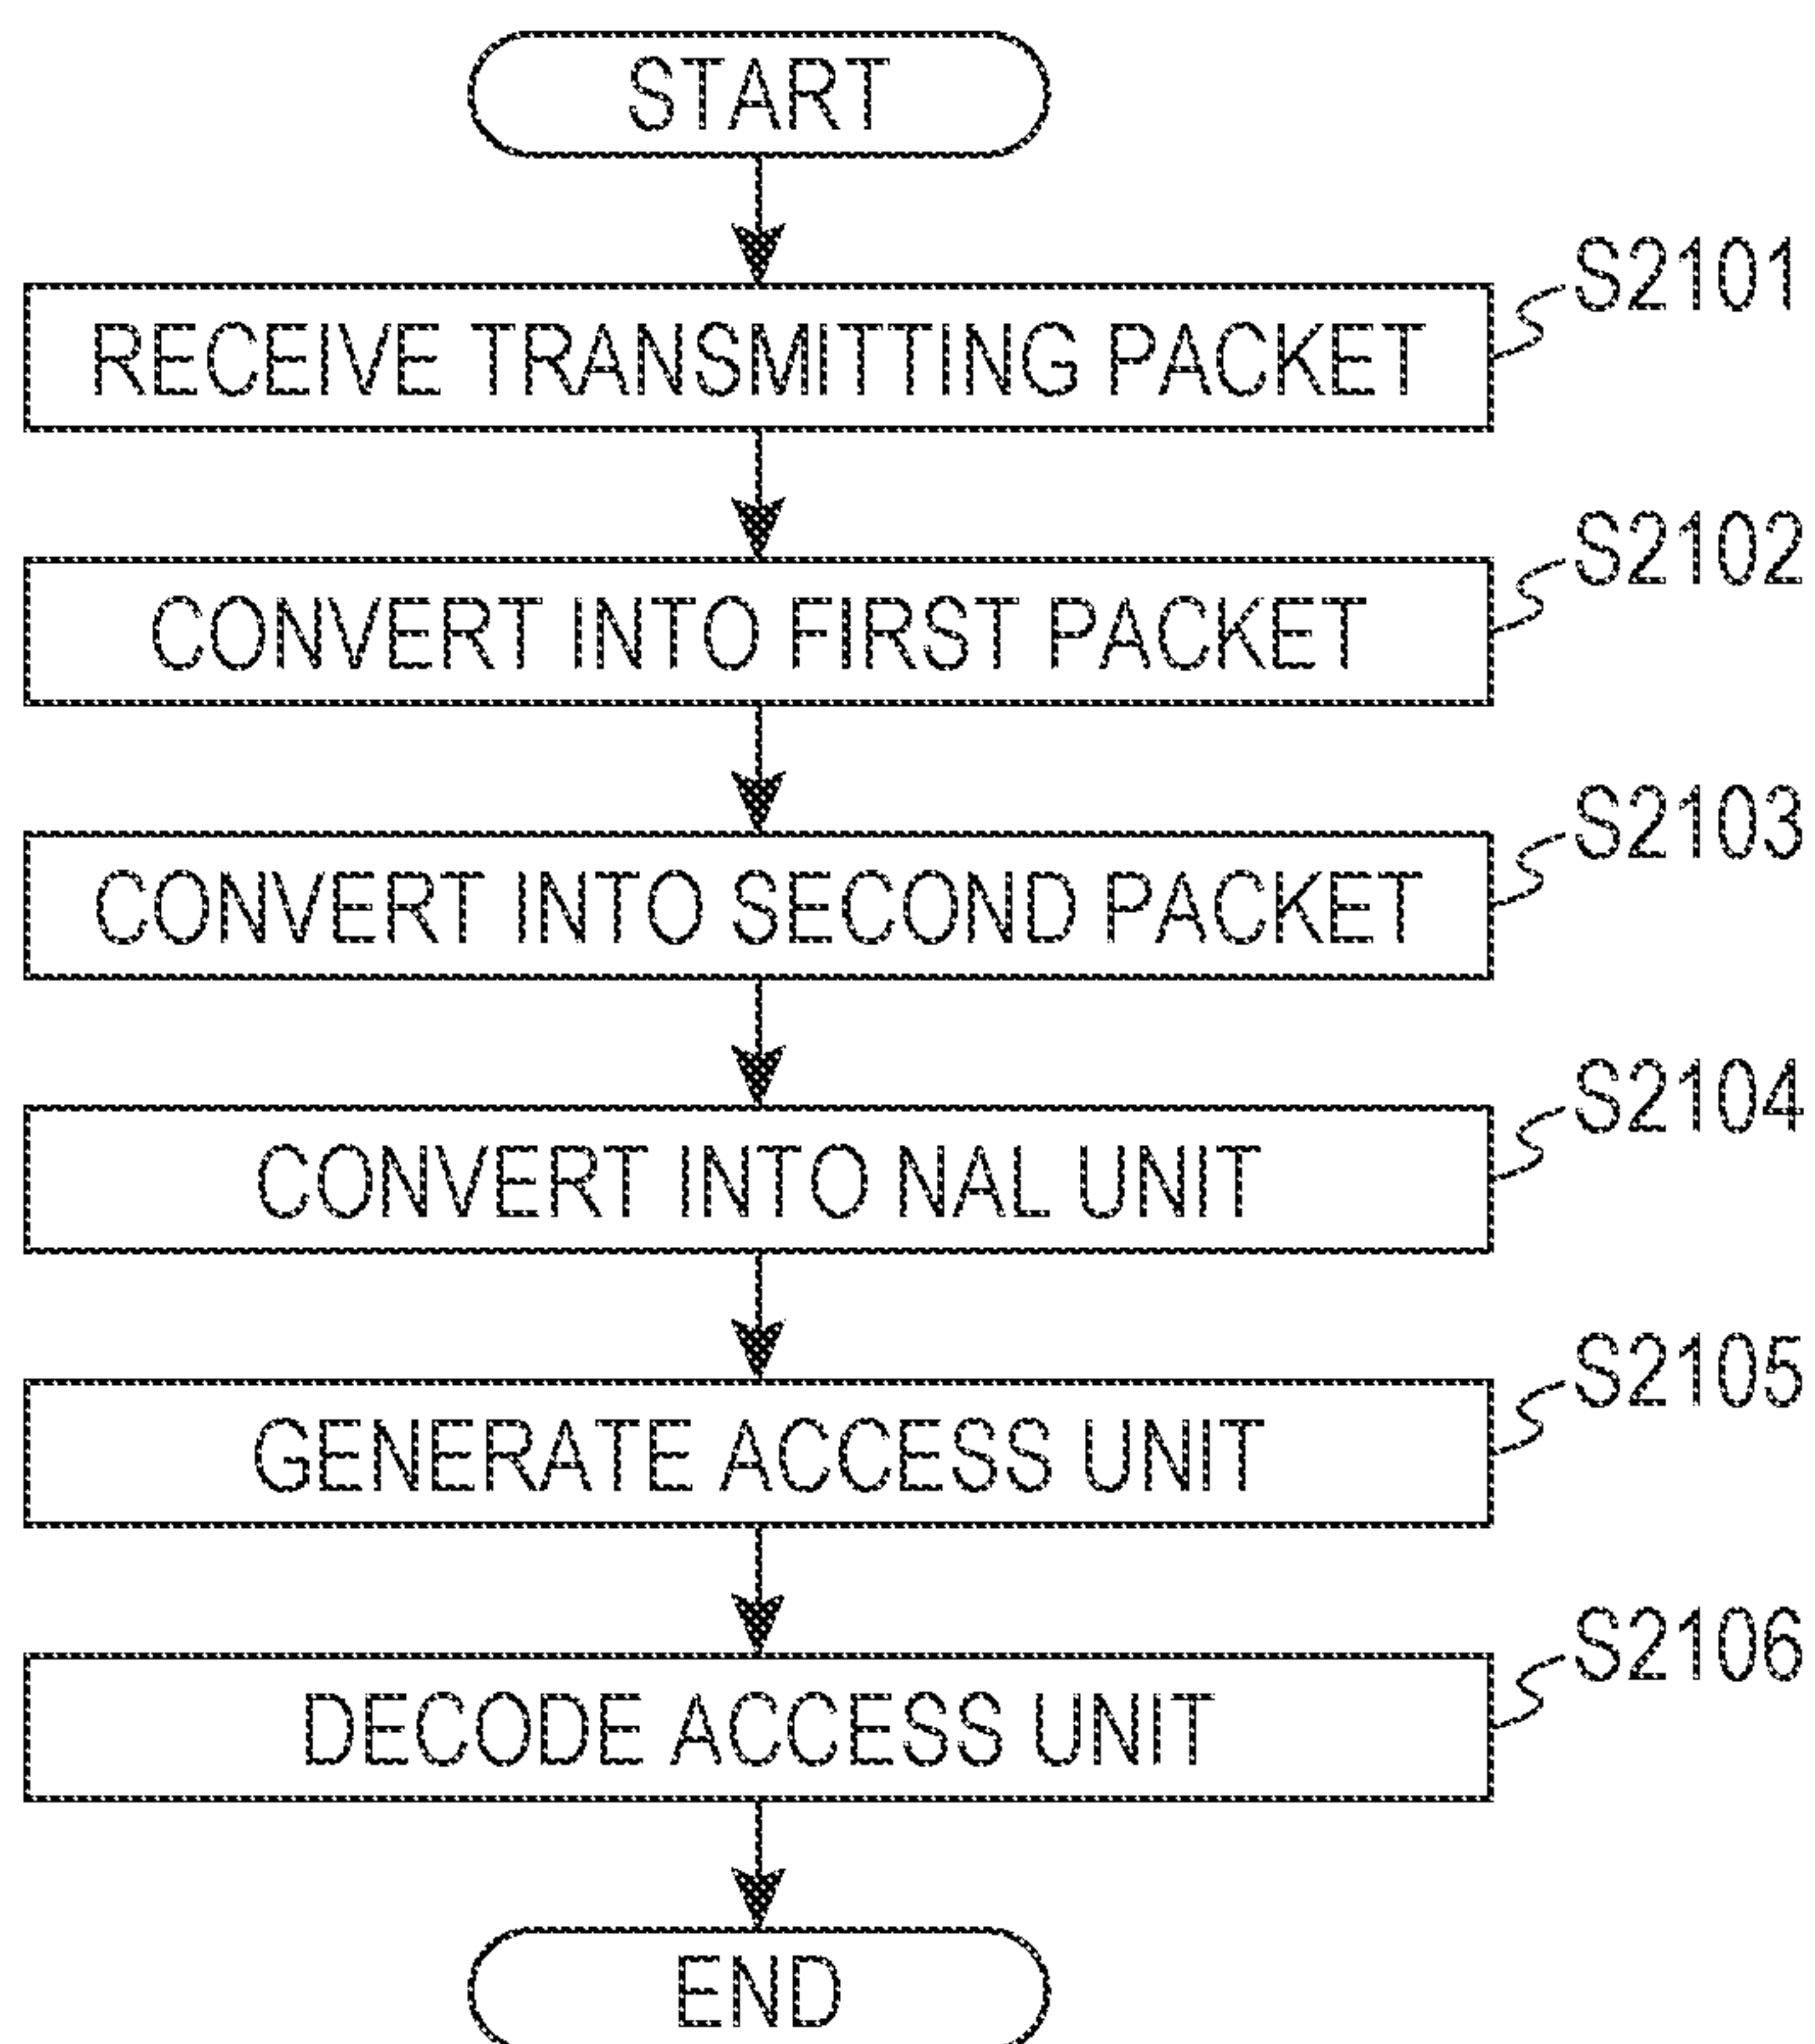 START
RECEIVE TRANSMITTING PACKET
S2101
CONVERT INTO FIRST PACKET
S2102
CONVERT INTO SECOND PACKET
S2103
CONVERT INTO NAL UNIT
S2104
GENERATE ACCESS UNIT
S2105
DECODE ACCESS UNIT
S2106
END